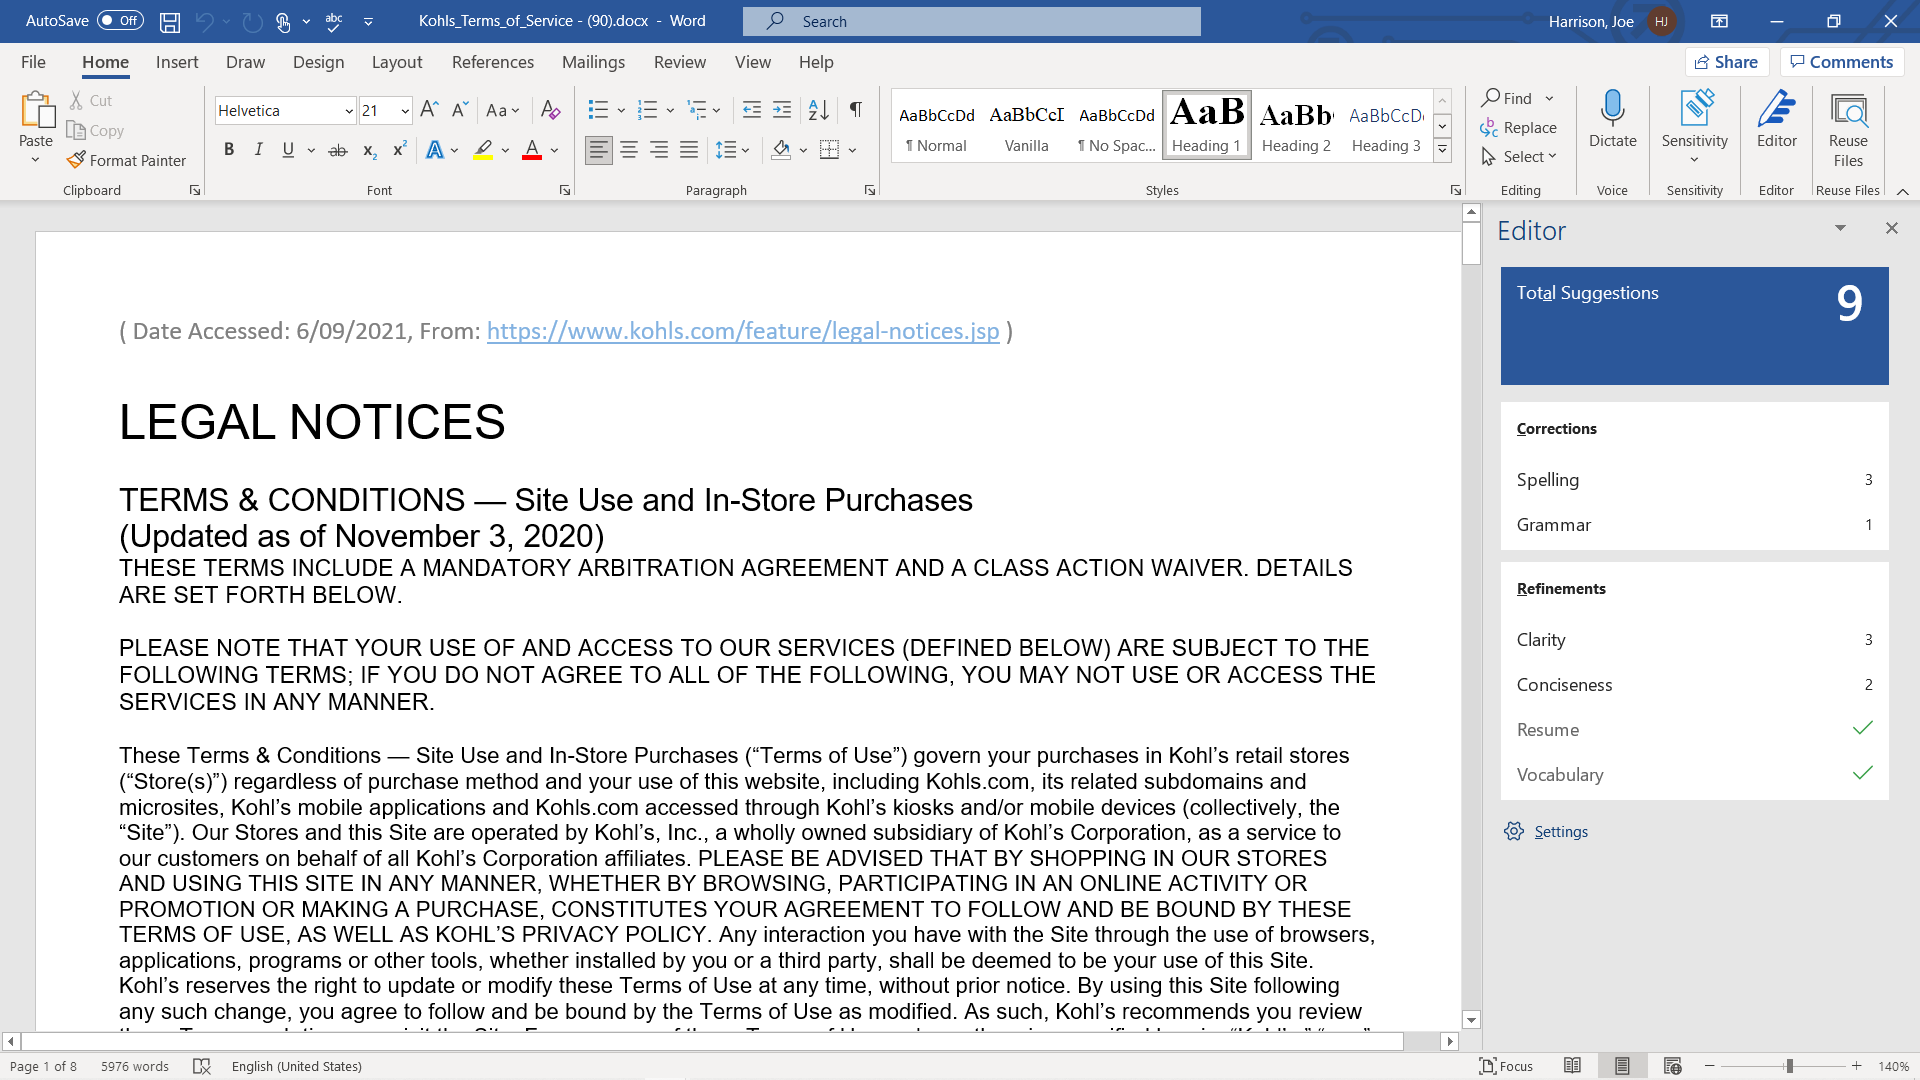 AutoSave Off Kohls_Terms_of_Service - (90).docx - Word Search Harrison, Joe HJ
File Home Insert Draw Design Layout References Mailings Review View Help Share Comments
Paste Cut Copy Format Painter Clipboard
Helvetica 21 Font
Paragraph
AaBbCcDd AaBbCcI AaBbCcDd AaB AaBb AaBbCcD
¶ Normal Vanilla ¶ No Spac... Heading 1 Heading 2 Heading 3
Styles
Find Replace Select Editing
Dictate Voice
Sensitivity Sensitivity
Editor Editor
Reuse Files Reuse Files
( Date Accessed: 6/09/2021, From: https://www.kohls.com/feature/legal-notices.jsp )
LEGAL NOTICES
TERMS & CONDITIONS — Site Use and In-Store Purchases
(Updated as of November 3, 2020)
THESE TERMS INCLUDE A MANDATORY ARBITRATION AGREEMENT AND A CLASS ACTION WAIVER. DETAILS
ARE SET FORTH BELOW.
PLEASE NOTE THAT YOUR USE OF AND ACCESS TO OUR SERVICES (DEFINED BELOW) ARE SUBJECT TO THE
FOLLOWING TERMS; IF YOU DO NOT AGREE TO ALL OF THE FOLLOWING, YOU MAY NOT USE OR ACCESS THE
SERVICES IN ANY MANNER.
These Terms & Conditions — Site Use and In-Store Purchases (“Terms of Use”) govern your purchases in Kohl’s retail stores
(“Store(s)”) regardless of purchase method and your use of this website, including Kohls.com, its related subdomains and
microsites, Kohl’s mobile applications and Kohls.com accessed through Kohl’s kiosks and/or mobile devices (collectively, the
“Site”). Our Stores and this Site are operated by Kohl’s, Inc., a wholly owned subsidiary of Kohl’s Corporation, as a service to
our customers on behalf of all Kohl’s Corporation affiliates. PLEASE BE ADVISED THAT BY SHOPPING IN OUR STORES
AND USING THIS SITE IN ANY MANNER, WHETHER BY BROWSING, PARTICIPATING IN AN ONLINE ACTIVITY OR
PROMOTION OR MAKING A PURCHASE, CONSTITUTES YOUR AGREEMENT TO FOLLOW AND BE BOUND BY THESE
TERMS OF USE, AS WELL AS KOHL’S PRIVACY POLICY. Any interaction you have with the Site through the use of browsers,
applications, programs or other tools, whether installed by you or a third party, shall be deemed to be your use of this Site.
Kohl’s reserves the right to update or modify these Terms of Use at any time, without prior notice. By using this Site following
any such change, you agree to follow and be bound by the Terms of Use as modified. As such, Kohl’s recommends you review
Editor
Total Suggestions 9
Corrections
Spelling 3
Grammar 1
Refinements
Clarity 3
Conciseness 2
Resume
Vocabulary
Settings
Page 1 of 8 5976 words English (United States) Focus 140%